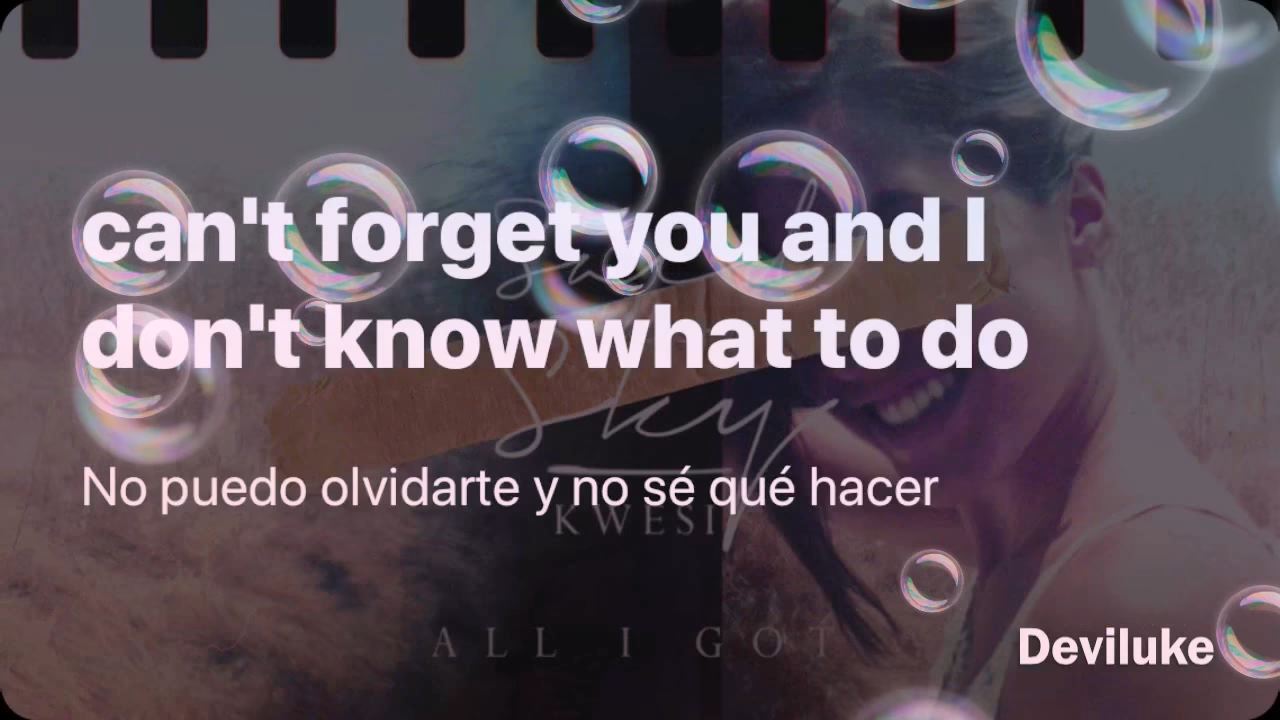 can't forget you and I
don't know what to do
Sky
No puedo olvidarte y no sé qué hacer
KWESI
ALL I GOT
Deviluke